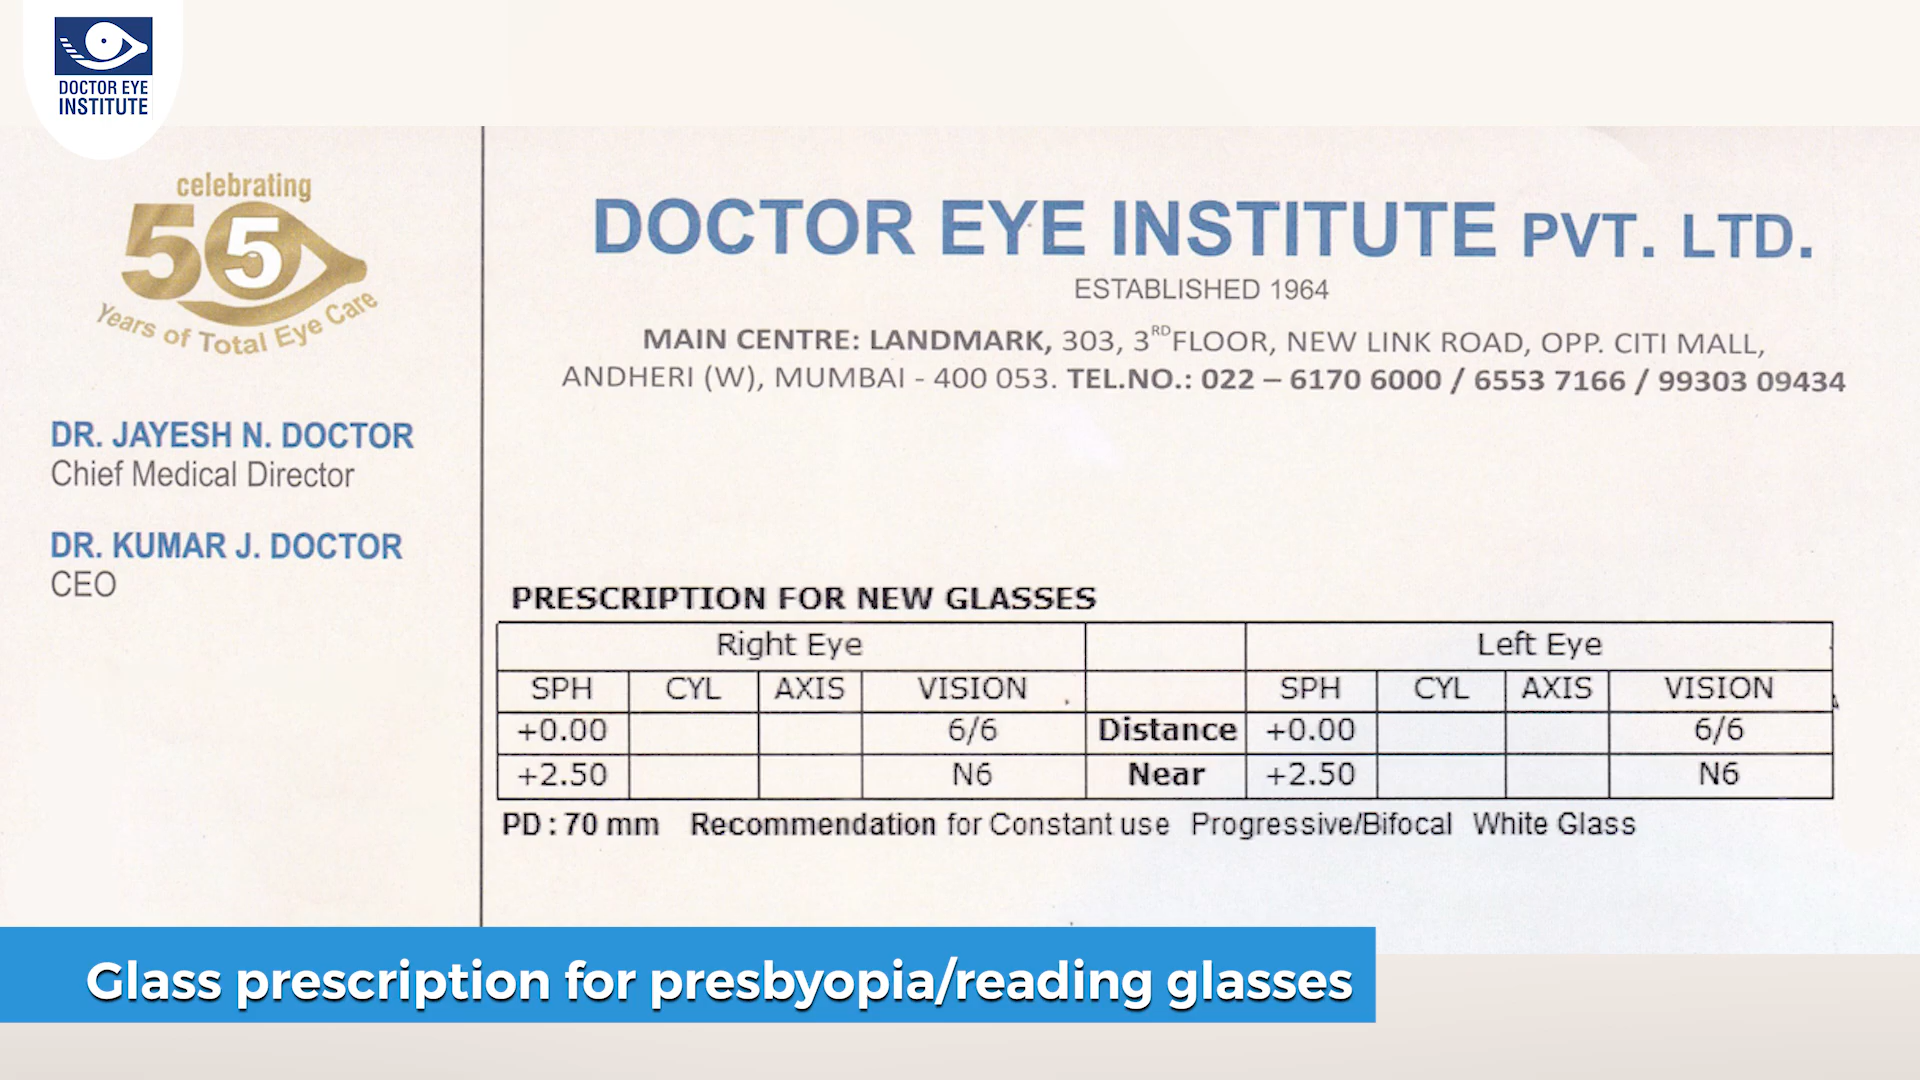 DOCTOR EYE
INSTITUTE
celebrating
55
Years of Total Eye Care
DR. JAYESH N. DOCTOR
Chief Medical Director
DR. KUMAR J. DOCTOR
CEO
DOCTOR EYE INSTITUTE PVT. LTD.
ESTABLISHED 1964
MAIN CENTRE: LANDMARK, 303, 3RD FLOOR, NEW LINK ROAD, OPP. CITI MALL,
ANDHERI (W), MUMBAI - 400 053. TEL.NO.: 022 – 6170 6000 / 6553 7166 / 99303 09434
PRESCRIPTION FOR NEW GLASSES
Right Eye Left Eye
SPH CYL AXIS VISION SPH CYL AXIS VISION
+0.00 6/6 Distance +0.00 6/6
+2.50 N6 Near +2.50 N6
PD : 70 mm Recommendation for Constant use Progressive/Bifocal White Glass
Glass prescription for presbyopia/reading glasses